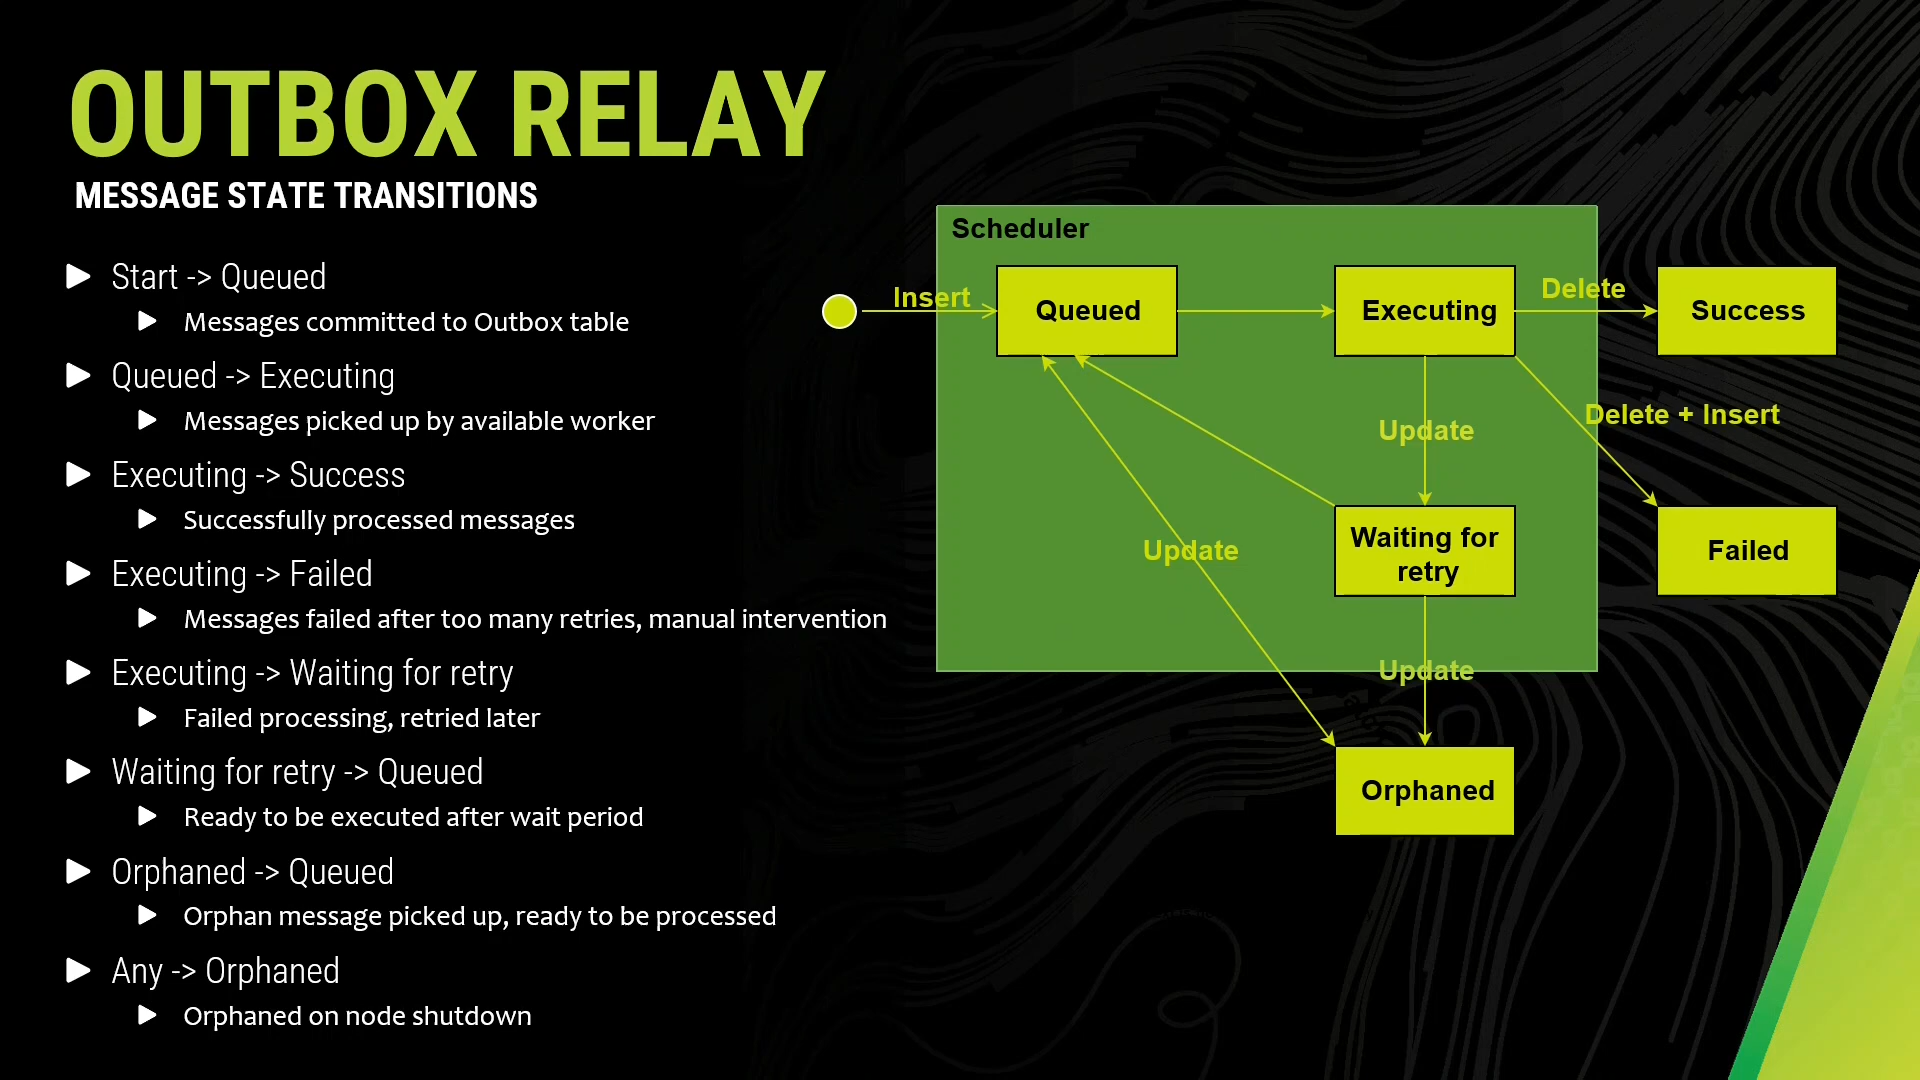 OUTBOX RELAY
MESSAGE STATE TRANSITIONS
Start -> Queued
Messages committed to Outbox table
Queued -> Executing
Messages picked up by available worker
Executing -> Success
Successfully processed messages
Executing -> Failed
Messages failed after too many retries, manual intervention
Executing -> Waiting for retry
Failed processing, retried later
Waiting for retry -> Queued
Ready to be executed after wait period
Orphaned -> Queued
Orphan message picked up, ready to be processed
Any -> Orphaned
Orphaned on node shutdown
Scheduler
Insert
Queued
Executing
Delete
Success
Update
Delete + Insert
Update
Waiting for
retry
Failed
Update
Orphaned